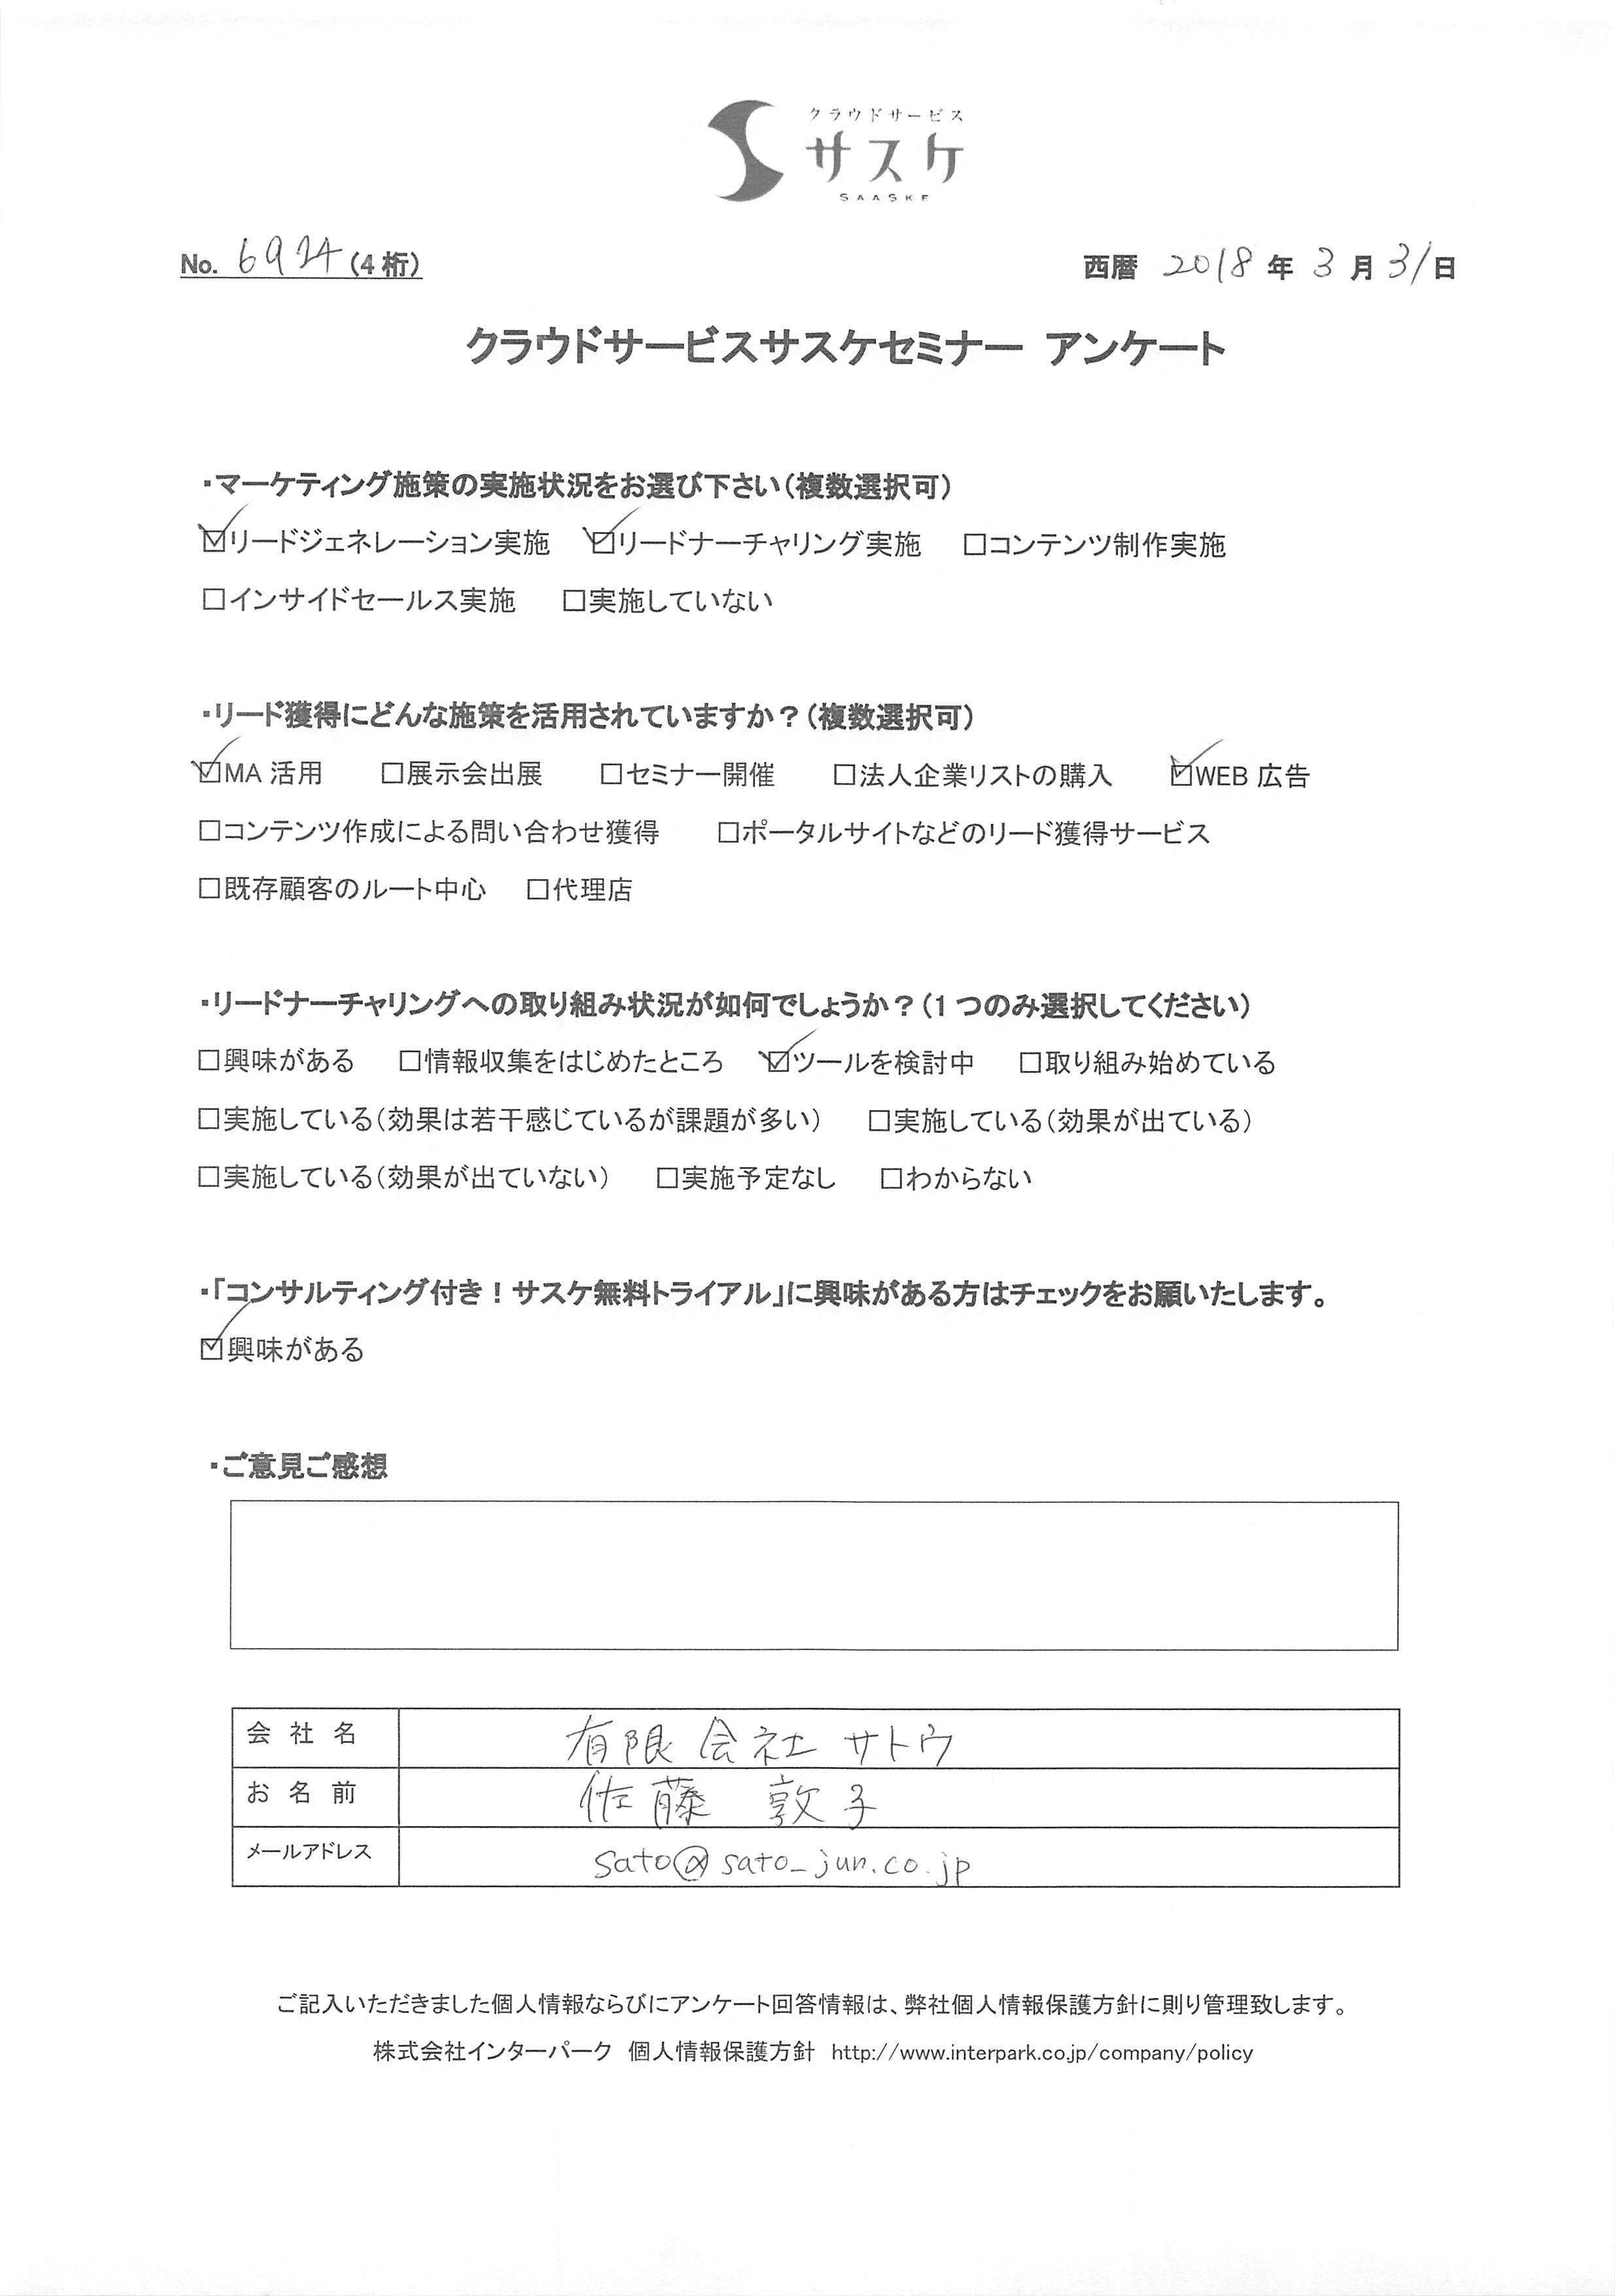 クラウドサービス
サスケ
SAASKE
No. 6924(4桁)
西暦 2018年 3月 31日
クラウドサービスサスケセミナー アンケート
・マーケティング施策の実施状況をお選び下さい(複数選択可)
☑リードジェネレーション実施 ☑リードナーチャリング実施 □コンテンツ制作実施
□インサイドセールス実施 □実施していない
・リード獲得にどんな施策を活用されていますか?(複数選択可)
☑MA 活用 □展示会出展 □セミナー開催 □法人企業リストの購入 ☑WEB 広告
□コンテンツ作成による問い合わせ獲得 □ポータルサイトなどのリード獲得サービス
□既存顧客のルート中心 □代理店
・リードナーチャリングへの取り組み状況が如何でしょうか?(1 つのみ選択してください)
□興味がある □情報収集をはじめたところ ☑ツールを検討中 □取り組み始めている
□実施している(効果は若干感じているが課題が多い) □実施している(効果が出ている)
□実施している(効果が出ていない) □実施予定なし □わからない
・「コンサルティング付き!サスケ無料トライアル」に興味がある方はチェックをお願いたします。
☑興味がある
・ご意見ご感想
会 社 名 有限会社 サトウ
お 名 前 佐藤 敦子
メールアドレス sato@sato_jun.co.jp
ご記入いただきました個人情報ならびにアンケート回答情報は、弊社個人情報保護方針に則り管理致します。
株式会社インターパーク 個人情報保護方針 http://www.interpark.co.jp/company/policy